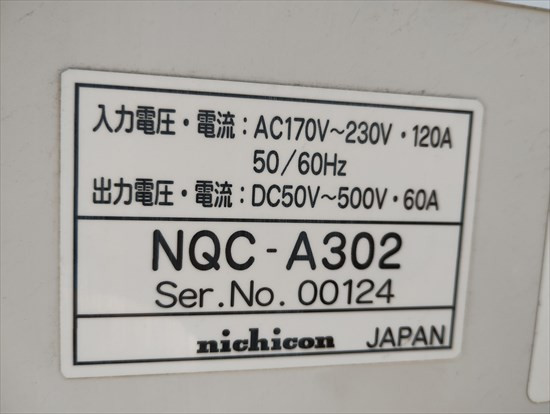 入力電圧・電流：AC170V～230V・120A
50/60Hz
出力電圧・電流：DC50V～500V・60A
NQC-A302
Ser.No. 00124
nichicon JAPAN